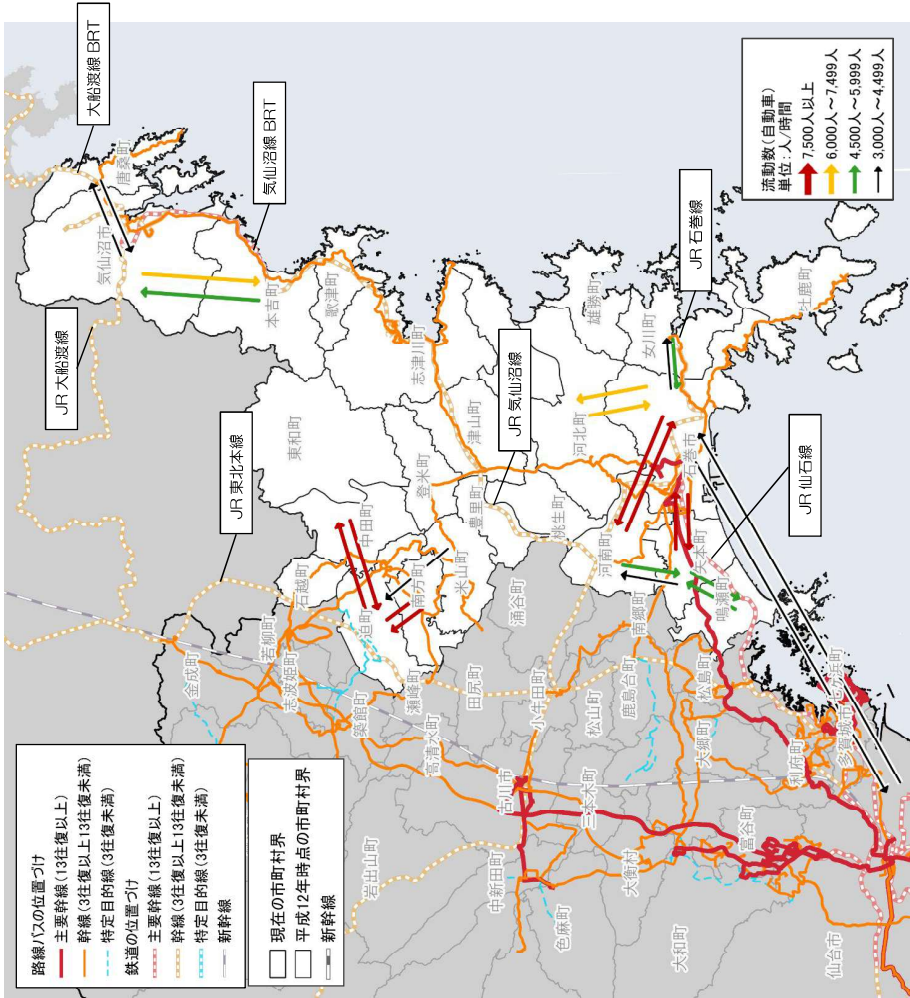 路線バスの位置づけ
主要幹線(13往復以上)
幹線(3往復以上13往復未満)
特定目的線(3往復未満)
鉄道の位置づけ
主要幹線(13往復以上)
幹線(3往復以上13往復未満)
特定目的線(3往復未満)
新幹線
現在の市町村界
平成12年時点の市町村界
新幹線
流動数(自動車)
単位:人/時間
7,500人以上
6,000人~7,499人
4,500人~5,999人
3,000人~4,499人
大船渡線 BRT
気仙沼線 BRT
JR 大船渡線
JR 東北本線
JR 気仙沼線
JR 石巻線
JR 仙石線
唐桑町
気仙沼市
本吉町
歌津町
志津川町
東和町
津山町
登米町
中田町
豊里町
米山町
南方町
迫町
石越町
若柳町
金成町
志波姫町
築館町
瀬峰町
高清水町
田尻町
涌谷町
桃生町
河北町
雄勝町
女川町
牡鹿町
石巻市
河南町
矢本町
鳴瀬町
南郷町
小牛田町
松山町
鹿島台町
松島町
大郷町
利府町
多賀城市
七ヶ浜町
古川市
三本木町
岩出山町
中新田町
色麻町
大衡村
大和町
富谷町
仙台市